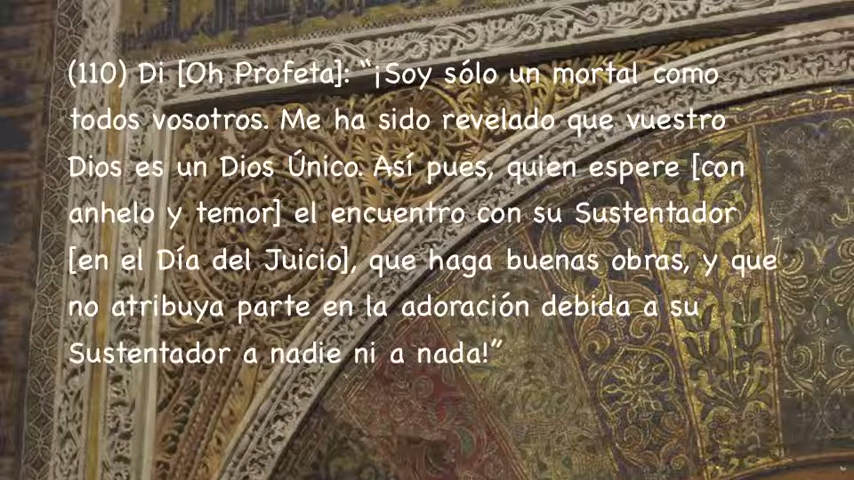 (110) Di [Oh Profeta]: “¡Soy sólo un mortal como
todos vosotros. Me ha sido revelado que vuestro
Dios es un Dios Único. Así pues, quien espere [con
anhelo y temor] el encuentro con su Sustentador
[en el Día del Juicio], que haga buenas obras, y que
no atribuya parte en la adoración debida a su
Sustentador a nadie ni a nada!”